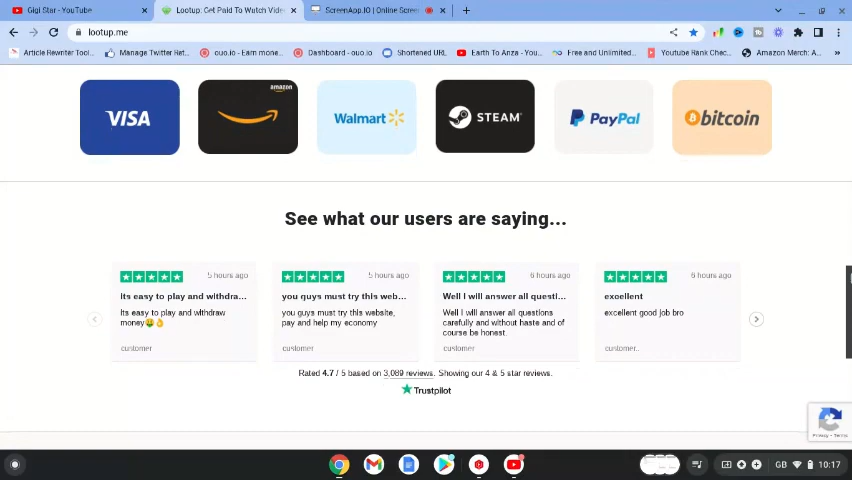 Gigi Star - YouTube
Lootup: Get Paid To Watch Vide
ScreenApp.IO | Online Screen
lootup.me
Article Rewriter Tool...
Manage Twitter Ret...
ouo.io - Earn mone...
Dashboard - ouo.io
Shortened URL
Earth To Anza - You...
Free and Unlimited...
Youtube Rank Chec...
Amazon Merch: A...
»
VISA
amazon
Walmart
STEAM
PayPal
bitcoin
See what our users are saying...
5 hours ago
Its easy to play and withdra...
Its easy to play and withdraw
money🤑👌
customer
5 hours ago
you guys must try this web...
you guys must try this website,
pay and help my economy
customer
6 hours ago
Well I will answer all questi...
Well I will answer all questions
carefully and without haste and of
course be honest.
customer
6 hours ago
excellent
excellent good job bro
customer..
Rated 4.7 / 5 based on 3,089 reviews. Showing our 4 & 5 star reviews.
Trustpilot
Privacy - Terms
GB
10:17